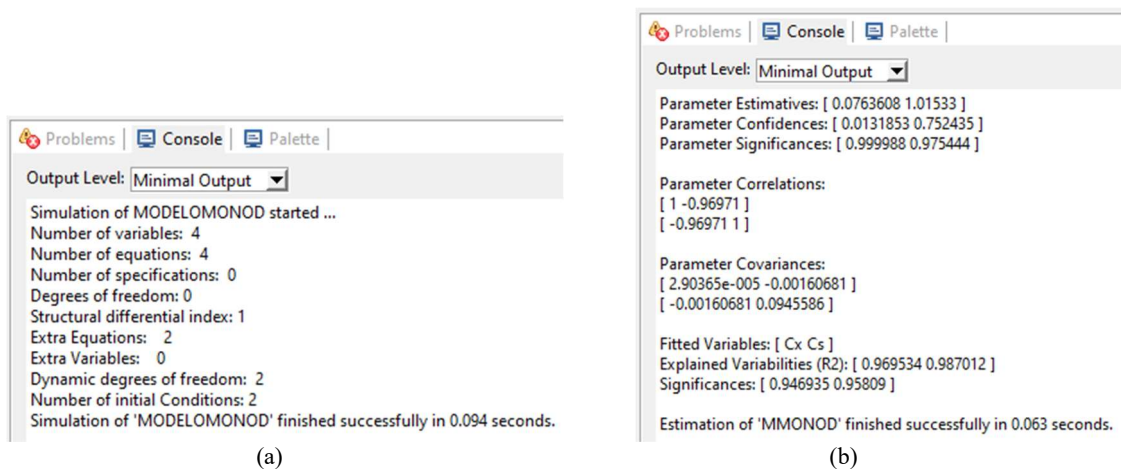 Problems Console Palette
Output Level: Minimal Output
Simulation of MODELOMONOD started ...
Number of variables: 4
Number of equations: 4
Number of specifications: 0
Degrees of freedom: 0
Structural differential index: 1
Extra Equations: 2
Extra Variables: 0
Dynamic degrees of freedom: 2
Number of initial Conditions: 2
Simulation of 'MODELOMONOD' finished successfully in 0.094 seconds.
(a)
Problems Console Palette
Output Level: Minimal Output
Parameter Estimatives: [ 0.0763608 1.01533 ]
Parameter Confidences: [ 0.0131853 0.752435 ]
Parameter Significances: [ 0.999988 0.975444 ]
Parameter Correlations:
[ 1 -0.96971 ]
[ -0.96971 1 ]
Parameter Covariances:
[ 2.90365e-005 -0.00160681 ]
[ -0.00160681 0.0945586 ]
Fitted Variables: [ Cx Cs ]
Explained Variabilities (R2): [ 0.969534 0.987012 ]
Significances: [ 0.946935 0.95809 ]
Estimation of 'MMONOD' finished successfully in 0.063 seconds.
(b)